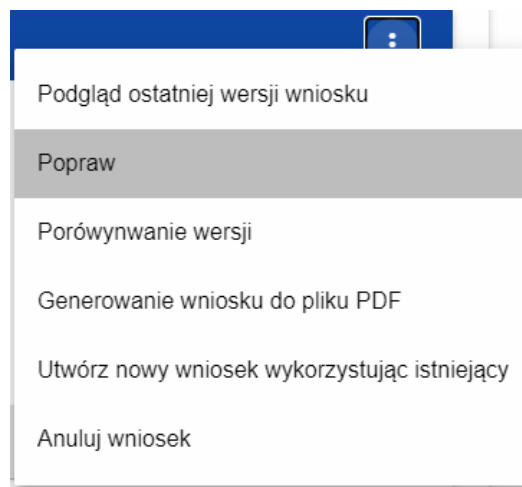 Podgląd ostatniej wersji wniosku
Popraw
Porówynwanie wersji
Generowanie wniosku do pliku PDF
Utwórz nowy wniosek wykorzystując istniejący
Anuluj wniosek